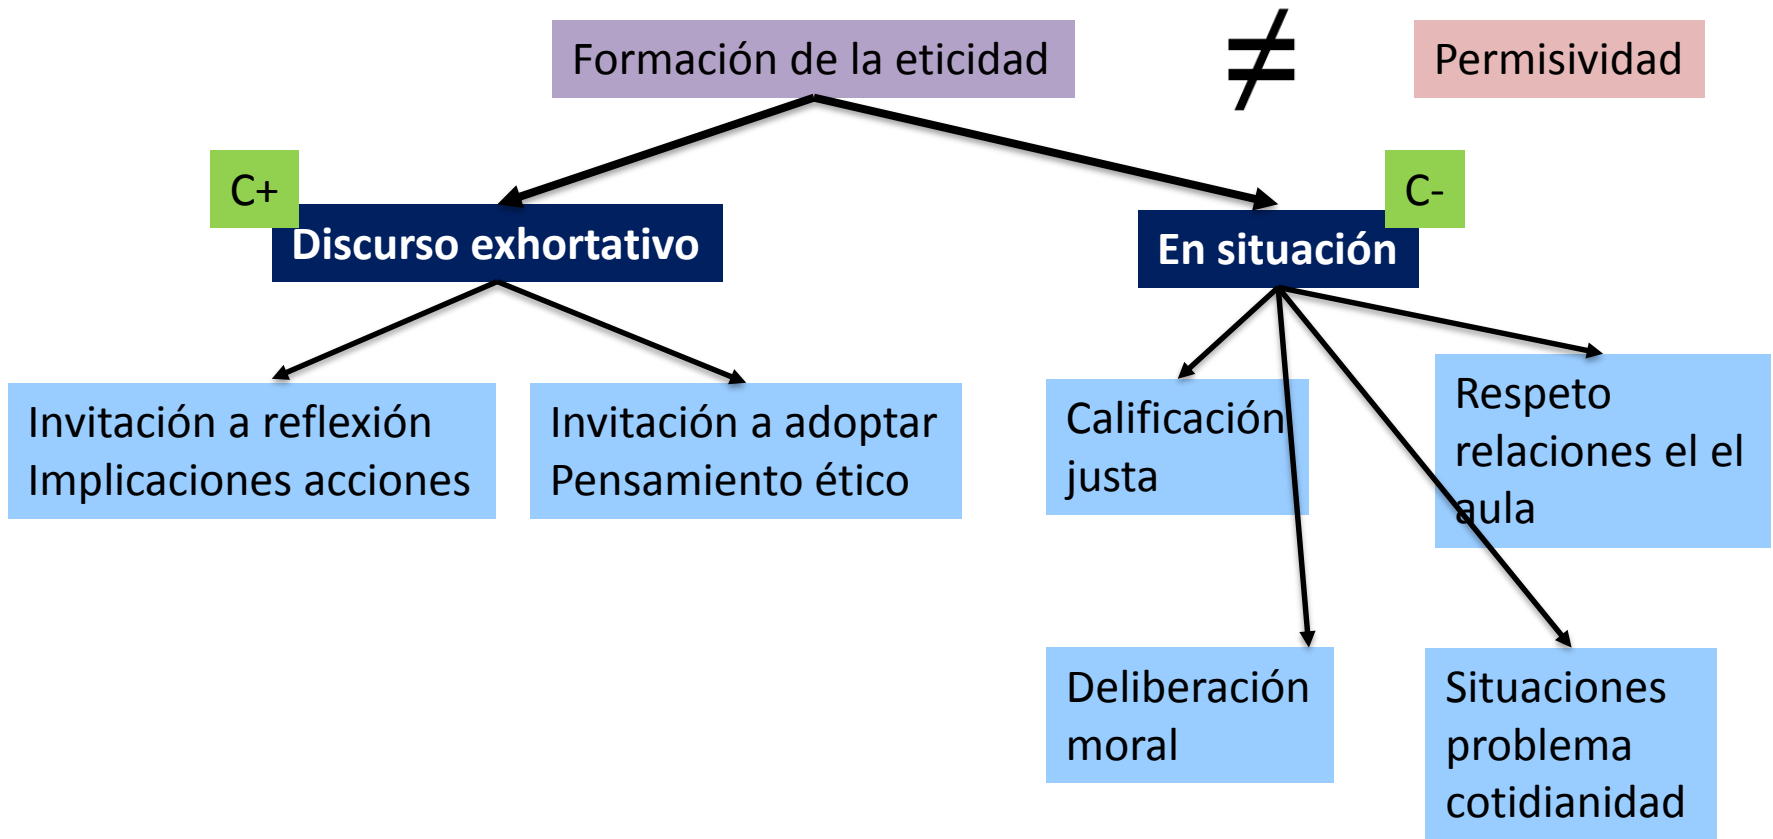 Formación de la eticidad
≠
Permisividad
C+
Discurso exhortativo
C-
En situación
Invitación a reflexión
Implicaciones acciones
Invitación a adoptar
Pensamiento ético
Calificación
justa
Respeto
relaciones el el
aula
Deliberación
moral
Situaciones
problema
cotidianidad